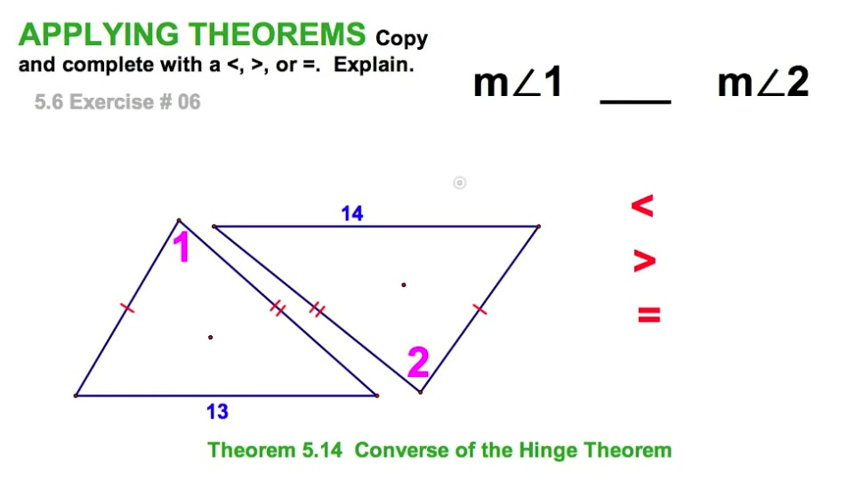 APPLYING THEOREMS Copy
and complete with a <, >, or =. Explain.
5.6 Exercise # 06
m∠1 ___ m∠2
<
>
=
14
1
2
13
Theorem 5.14 Converse of the Hinge Theorem